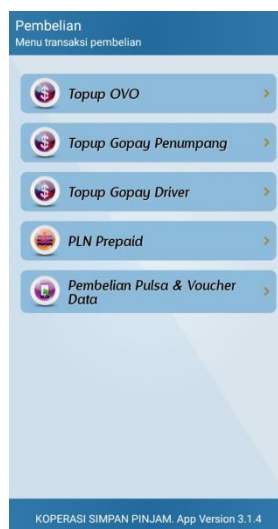 Pembelian
Menu transaksi pembelian
Topup OVO
Topup Gopay Penumpang
Topup Gopay Driver
PLN Prepaid
Pembelian Pulsa & Voucher
Data
KOPERASI SIMPAN PINJAM. App Version 3.1.4